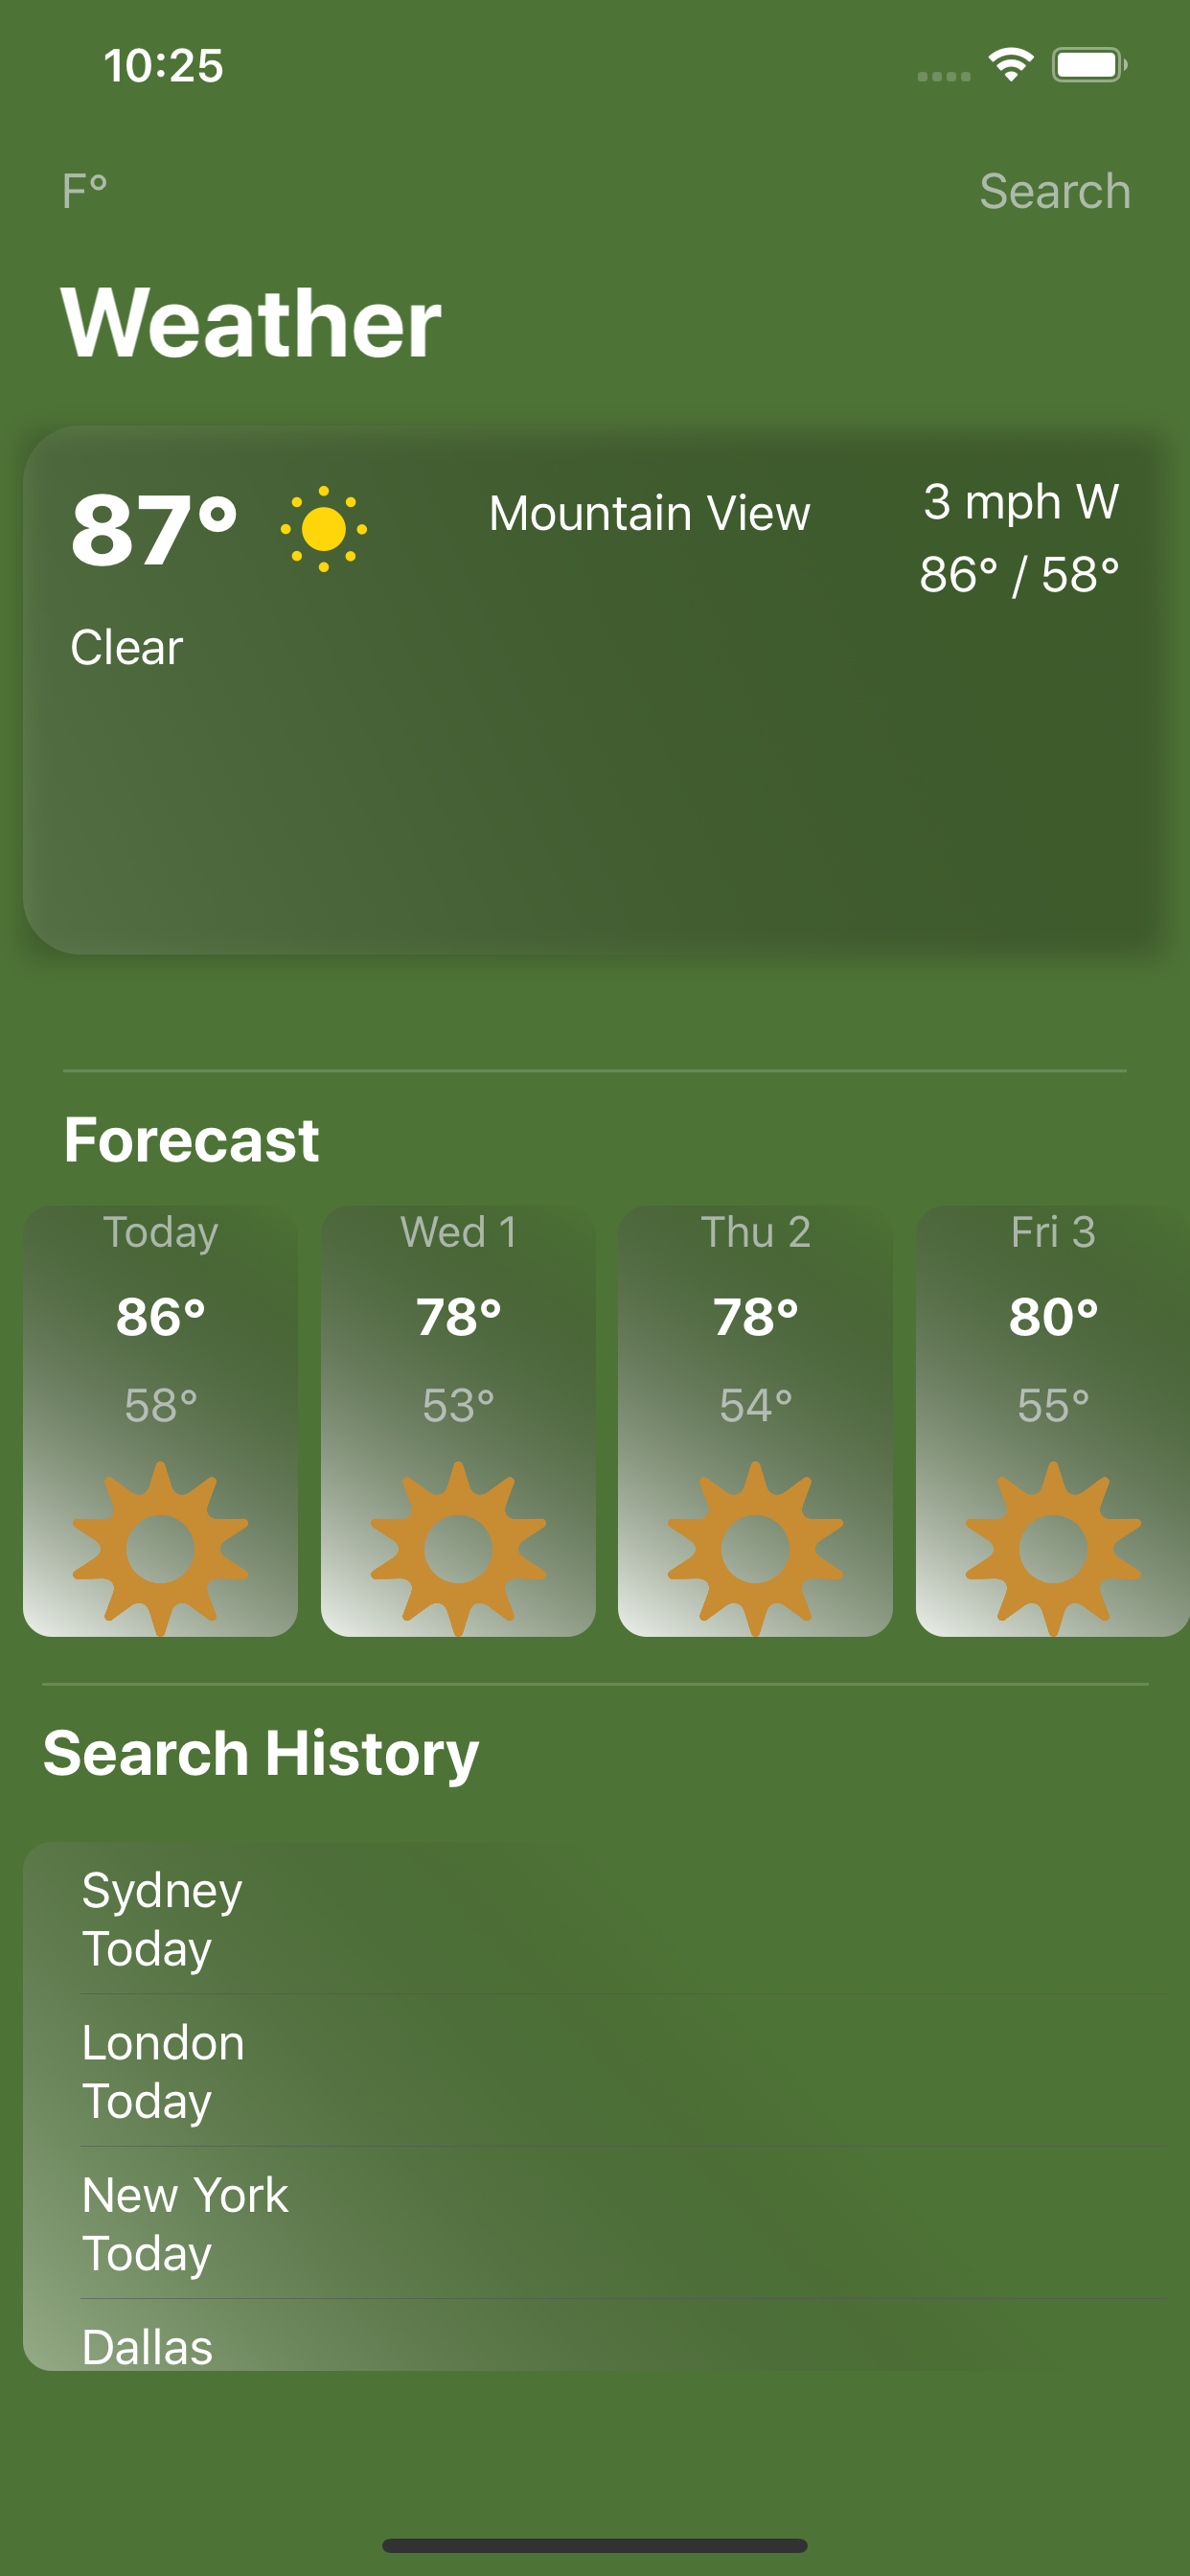 10:25
F° Search
Weather
87° Mountain View 3 mph W
86° / 58°
Clear
Forecast
Today Wed 1 Thu 2 Fri 3
86° 78° 78° 80°
58° 53° 54° 55°
Search History
Sydney
Today
London
Today
New York
Today
Dallas